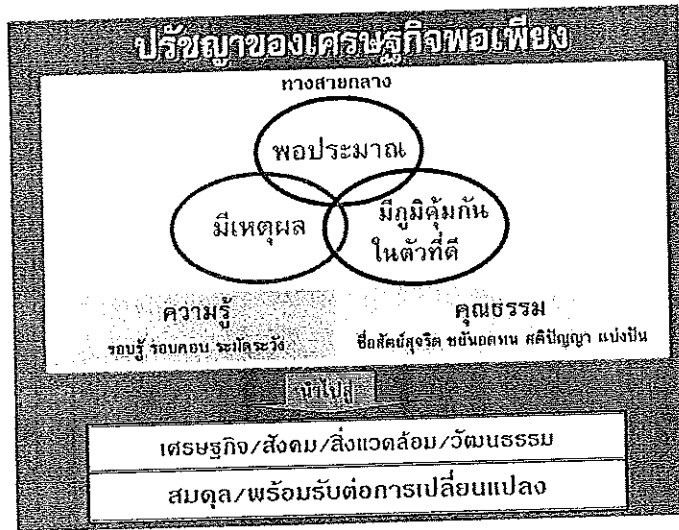 ปรัชญาของเศรษฐกิจพอเพียง
ทางสายกลาง
พอประมาณ
มีเหตุผล
มีภูมิคุ้มกัน
ในตัวที่ดี
ความรู้
รอบรู้ รอบคอบ ระมัดระวัง
คุณธรรม
ซื่อสัตย์สุจริต ขยันอดทน สติปัญญา แบ่งปัน
นำไปสู่
เศรษฐกิจ/สังคม/สิ่งแวดล้อม/วัฒนธรรม
สมดุล/พร้อมรับต่อการเปลี่ยนแปลง